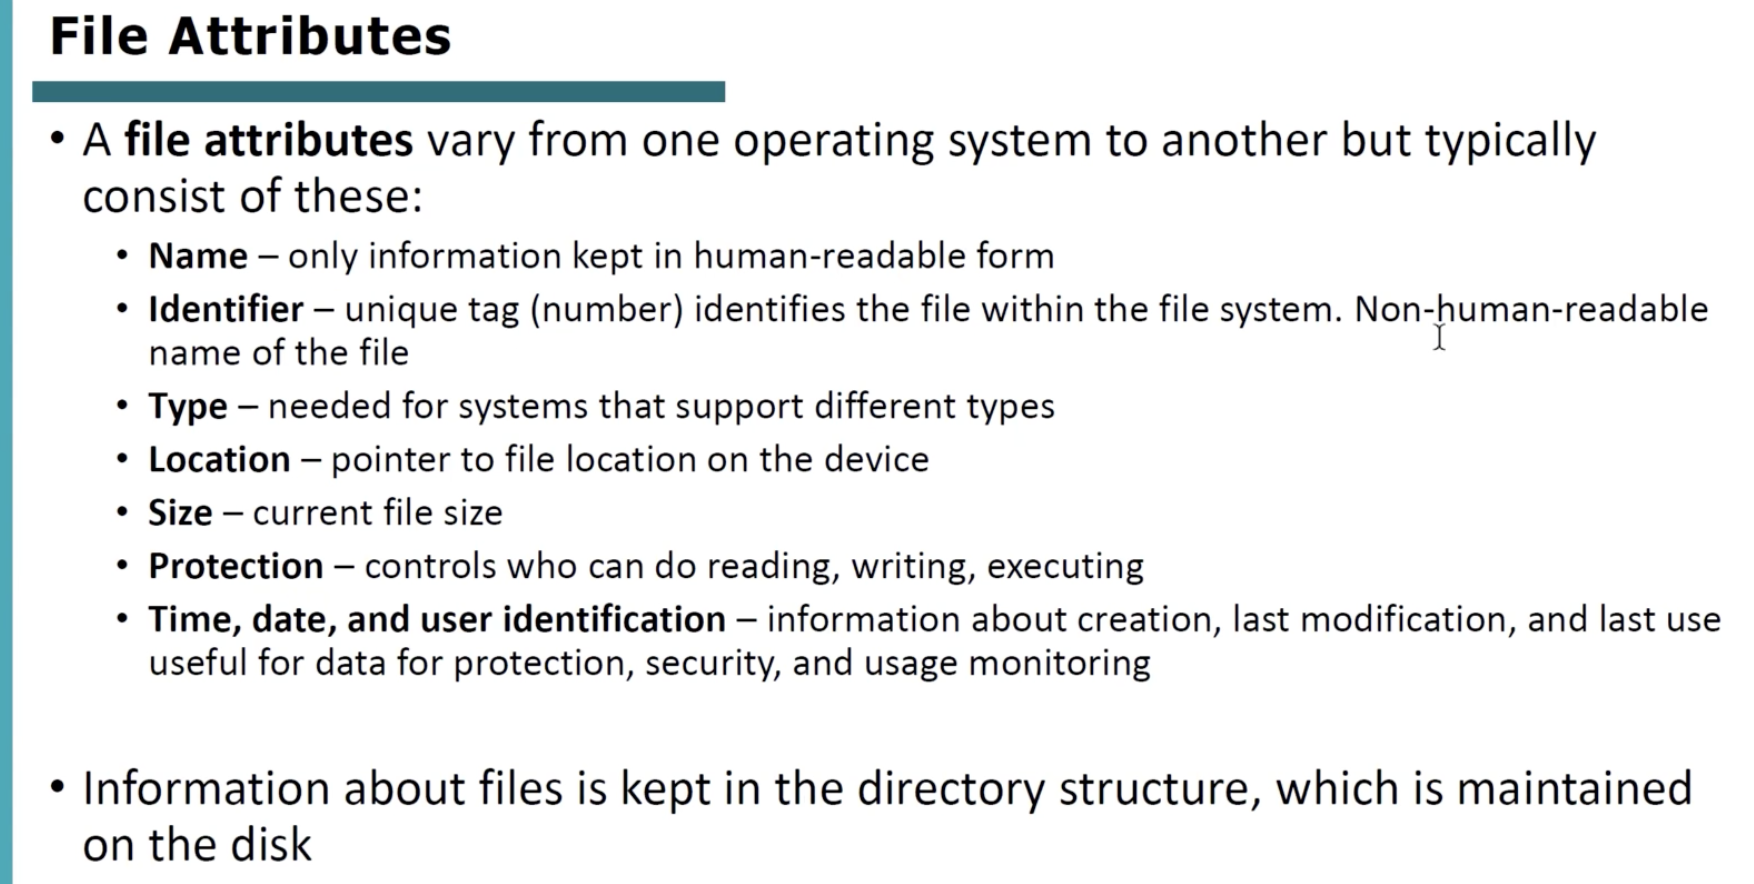 File Attributes
• A file attributes vary from one operating system to another but typically
consist of these:
• Name – only information kept in human-readable form
• Identifier – unique tag (number) identifies the file within the file system. Non-human-readable
name of the file
• Type – needed for systems that support different types
• Location – pointer to file location on the device
• Size – current file size
• Protection – controls who can do reading, writing, executing
• Time, date, and user identification – information about creation, last modification, and last use
useful for data for protection, security, and usage monitoring
• Information about files is kept in the directory structure, which is maintained
on the disk